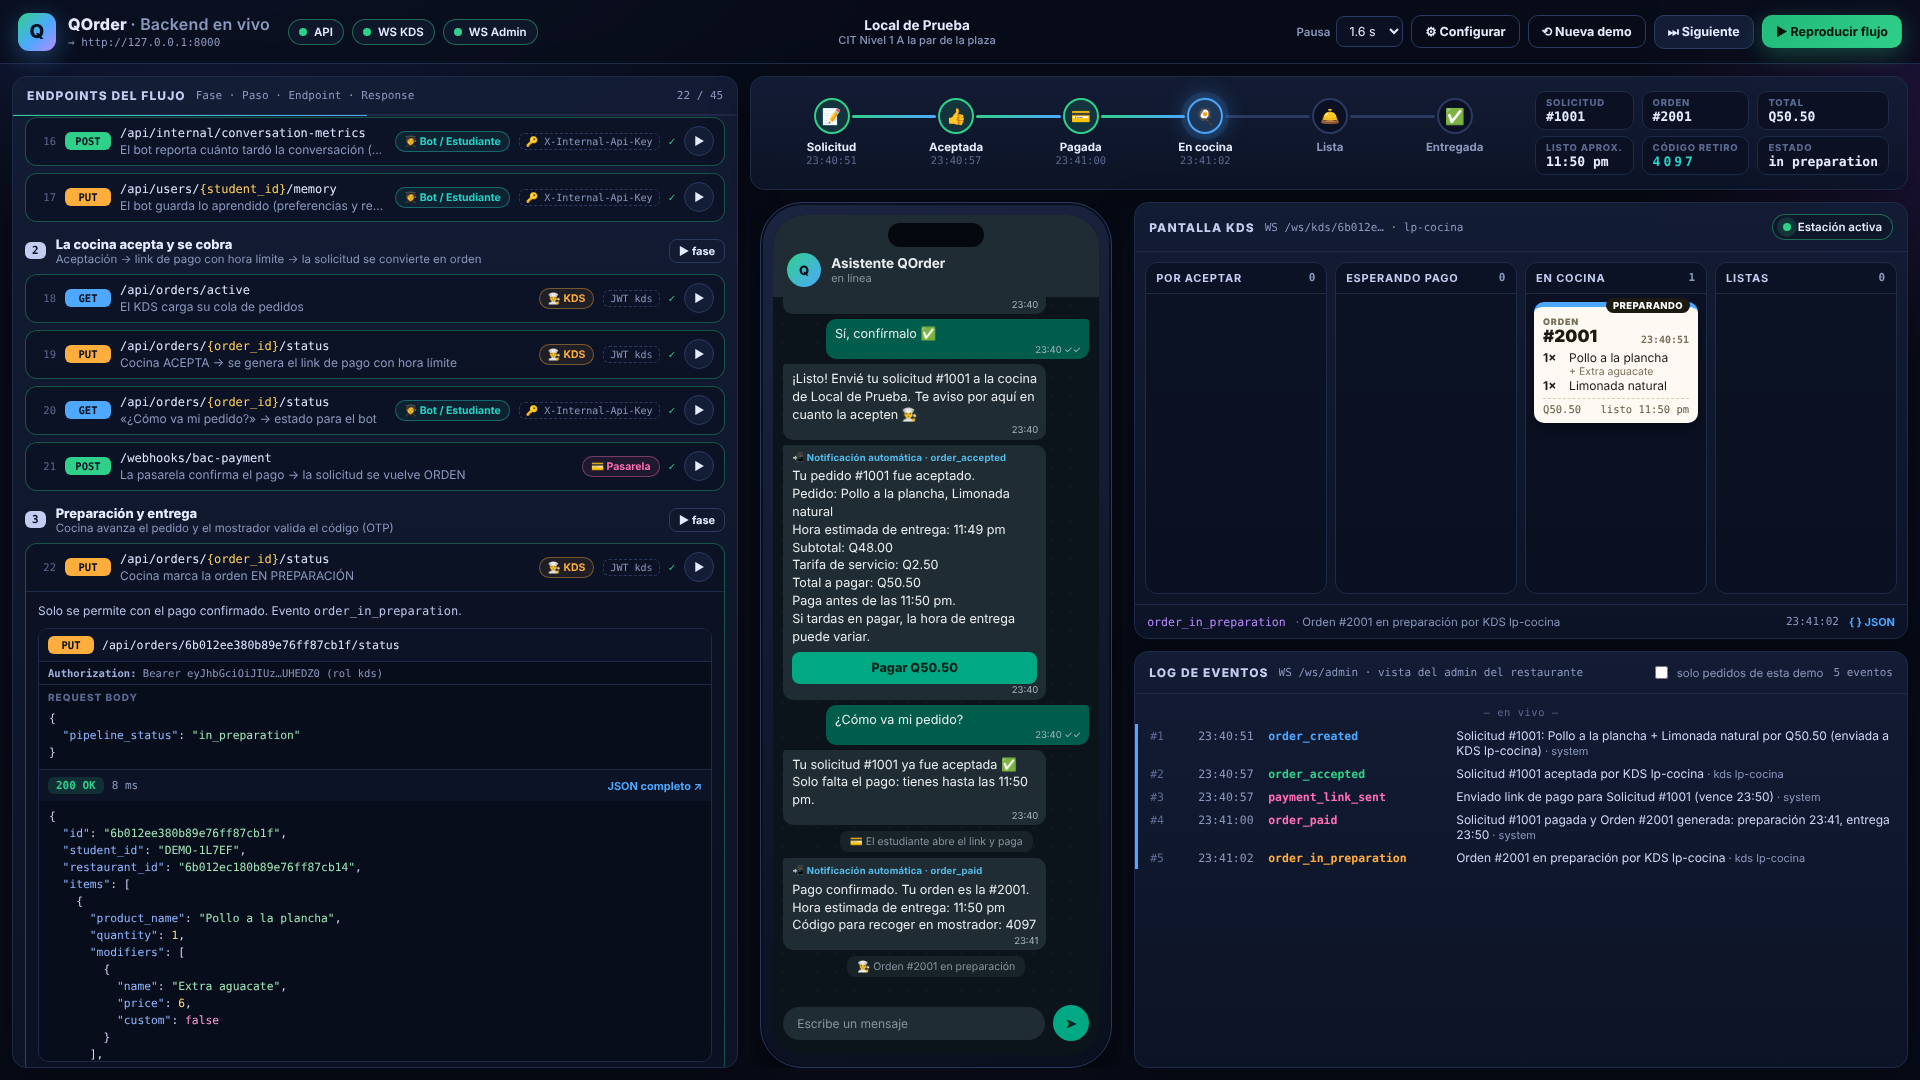 Q
QOrder · Backend en vivo
→ http://127.0.0.1:8000
API
WS KDS
WS Admin
Local de Prueba
CIT Nivel 1 A la par de la plaza
Pausa
1.6 s
⚙ Configurar
⟲ Nueva demo
⏭ Siguiente
▶ Reproducir flujo
ENDPOINTS DEL FLUJO Fase · Paso · Endpoint · Response 22 / 45
16 POST /api/internal/conversation-metrics
El bot reporta cuánto tardó la conversación (...
Bot / Estudiante
🔑 X-Internal-Api-Key ✓ ▶
17 PUT /api/users/{student_id}/memory
El bot guarda lo aprendido (preferencias y re...
Bot / Estudiante
🔑 X-Internal-Api-Key ✓ ▶
2 La cocina acepta y se cobra
Aceptación → link de pago con hora límite → la solicitud se convierte en orden
▶ fase
18 GET /api/orders/active
El KDS carga su cola de pedidos
KDS
JWT kds ✓ ▶
19 PUT /api/orders/{order_id}/status
Cocina ACEPTA → se genera el link de pago con hora límite
KDS
JWT kds ✓ ▶
20 GET /api/orders/{order_id}/status
«¿Cómo va mi pedido?» → estado para el bot
Bot / Estudiante
🔑 X-Internal-Api-Key ✓ ▶
21 POST /webhooks/bac-payment
La pasarela confirma el pago → la solicitud se vuelve ORDEN
💳 Pasarela ✓ ▶
3 Preparación y entrega
Cocina avanza el pedido y el mostrador valida el código (OTP)
▶ fase
22 PUT /api/orders/{order_id}/status
Cocina marca la orden EN PREPARACIÓN
KDS
JWT kds ✓ ▶
Solo se permite con el pago confirmado. Evento order_in_preparation.
PUT /api/orders/6b012ee380b89e76ff87cb1f/status
Authorization: Bearer eyJhbGciOiJIUz…UHEDZ0 (rol kds)
REQUEST BODY
{
"pipeline_status": "in_preparation"
}
200 OK 8 ms JSON completo ↗
{
"id": "6b012ee380b89e76ff87cb1f",
"student_id": "DEMO-1L7EF",
"restaurant_id": "6b012ec180b89e76ff87cb14",
"items": [
{
"product_name": "Pollo a la plancha",
"quantity": 1,
"modifiers": [
{
"name": "Extra aguacate",
"price": 6,
"custom": false
}
],
Solicitud
23:40:51
Aceptada
23:40:57
Pagada
23:41:00
En cocina
23:41:02
Lista
Entregada
SOLICITUD
#1001
ORDEN
#2001
TOTAL
Q50.50
LISTO APROX.
11:50 pm
CÓDIGO RETIRO
4097
ESTADO
in preparation
Q
Asistente QOrder
en línea
23:40
Sí, confírmalo ✅
23:40 ✓✓
¡Listo! Envié tu solicitud #1001 a la cocina
de Local de Prueba. Te aviso por aquí en
cuanto la acepten
23:40
📲 Notificación automática · order_accepted
Tu pedido #1001 fue aceptado.
Pedido: Pollo a la plancha, Limonada
natural
Hora estimada de entrega: 11:49 pm
Subtotal: Q48.00
Tarifa de servicio: Q2.50
Total a pagar: Q50.50
Paga antes de las 11:50 pm.
Si tardas en pagar, la hora de entrega
puede variar.
Pagar Q50.50
23:40
¿Cómo va mi pedido?
23:40 ✓✓
Tu solicitud #1001 ya fue aceptada ✅
Solo falta el pago: tienes hasta las 11:50
pm.
23:40
💳 El estudiante abre el link y paga
📲 Notificación automática · order_paid
Pago confirmado. Tu orden es la #2001.
Hora estimada de entrega: 11:50 pm
Código para recoger en mostrador: 4097
23:41
Orden #2001 en preparación
Escribe un mensaje
➤
PANTALLA KDS WS /ws/kds/6b012e… · lp-cocina
Estación activa
POR ACEPTAR 0
ESPERANDO PAGO 0
EN COCINA 1
LISTAS 0
PREPARANDO
ORDEN
#2001 23:40:51
1× Pollo a la plancha
+ Extra aguacate
1× Limonada natural
Q50.50 listo 11:50 pm
order_in_preparation · Orden #2001 en preparación por KDS lp-cocina 23:41:02 { } JSON
LOG DE EVENTOS WS /ws/admin · vista del admin del restaurante
solo pedidos de esta demo 5 eventos
— en vivo —
#1 23:40:51 order_created Solicitud #1001: Pollo a la plancha + Limonada natural por Q50.50 (enviada a
KDS lp-cocina) · system
#2 23:40:57 order_accepted Solicitud #1001 aceptada por KDS lp-cocina · kds lp-cocina
#3 23:40:57 payment_link_sent Enviado link de pago para Solicitud #1001 (vence 23:50) · system
#4 23:41:00 order_paid Solicitud #1001 pagada y Orden #2001 generada: preparación 23:41, entrega
23:50 · system
#5 23:41:02 order_in_preparation Orden #2001 en preparación por KDS lp-cocina · kds lp-cocina